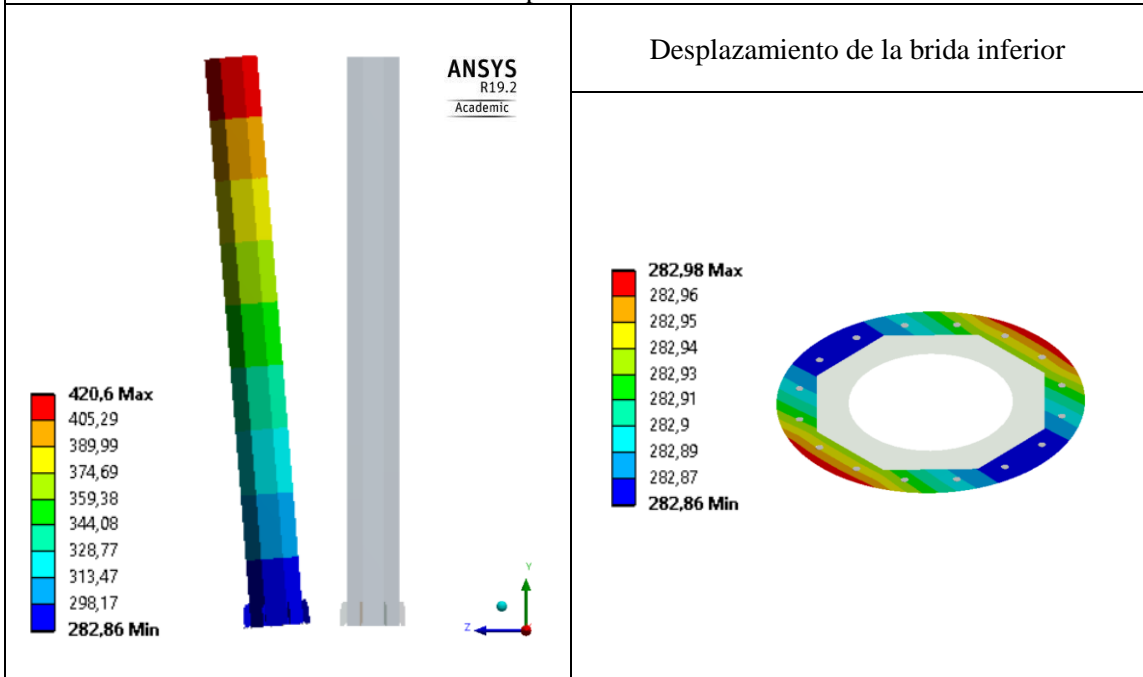 Desplazamiento de la brida inferior
ANSYS
R19.2
Academic
420,6 Max
405,29
389,99
374,69
359,38
344,08
328,77
313,47
298,17
282,86 Min
Y
Z
282,98 Max
282,96
282,95
282,94
282,93
282,91
282,9
282,89
282,87
282,86 Min